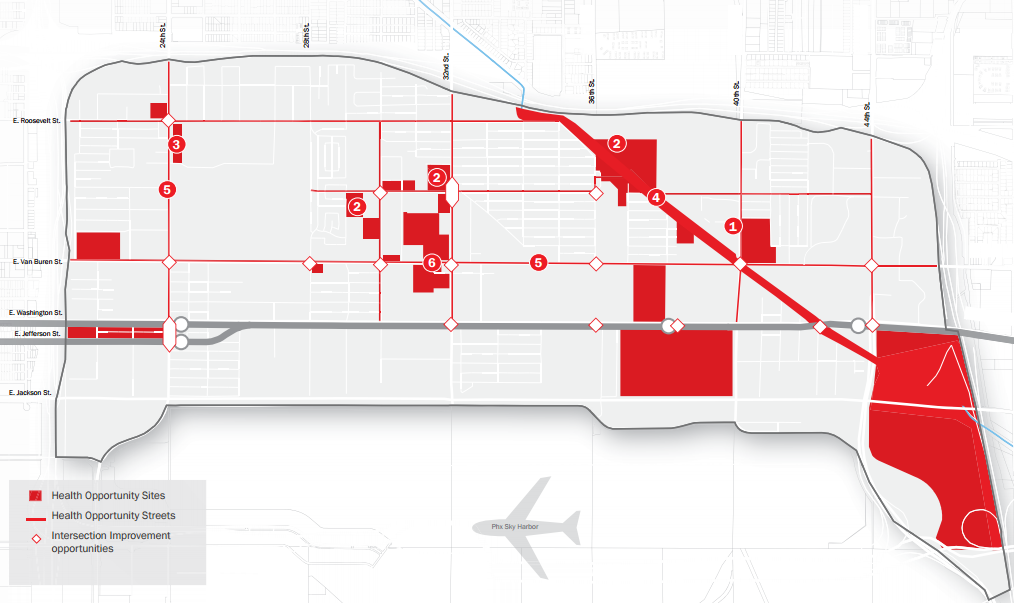 24th St.
28th St.
32nd St.
36th St.
40th St.
44th St.
E. Roosevelt St.
3
2
2
5
2
4
1
E. Van Buren St.
6
5
E. Washington St.
E. Jefferson St.
E. Jackson St.
Health Opportunity Sites
Health Opportunity Streets
Intersection Improvement
opportunities
Phx Sky Harbor